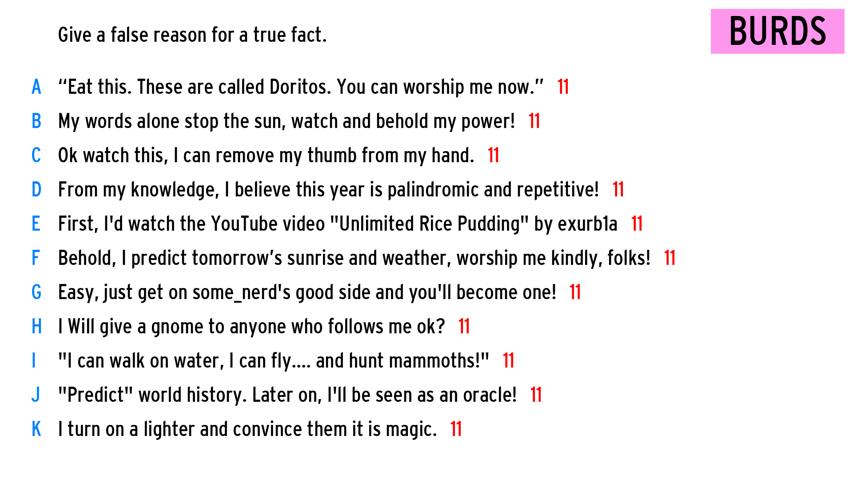 Give a false reason for a true fact.
BURDS
A “Eat this. These are called Doritos. You can worship me now.” 11
B My words alone stop the sun, watch and behold my power! 11
C Ok watch this, I can remove my thumb from my hand. 11
D From my knowledge, I believe this year is palindromic and repetitive! 11
E First, I'd watch the YouTube video "Unlimited Rice Pudding" by exurb1a 11
F Behold, I predict tomorrow’s sunrise and weather, worship me kindly, folks! 11
G Easy, just get on some_nerd's good side and you'll become one! 11
H I Will give a gnome to anyone who follows me ok? 11
I "I can walk on water, I can fly.... and hunt mammoths!" 11
J "Predict" world history. Later on, I'll be seen as an oracle! 11
K I turn on a lighter and convince them it is magic. 11